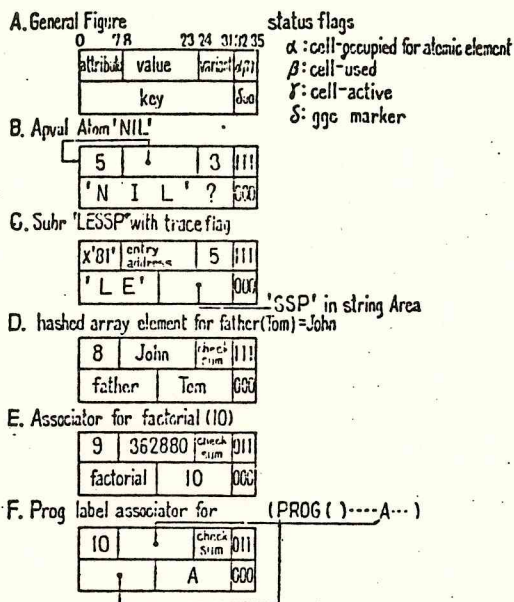 A. General Figure
status flags
0 78 23 24 31 32 35
α : cell-occupied for atomic element
attribute value variant αβγ
β : cell-used
key δ00
γ : cell-active
δ : ggc marker
B. Apval Atom 'NIL'
5 3 111
'N I L' ? 000
C. Subr 'LESSP' with trace flag
X'81' entry address 5 111
'L E' 000
'SSP' in string Area
D. hashed array element for father(Tom)=John
8 John check sum 111
father Tom 000
E. Associator for factorial (10)
9 362880 check sum 011
factorial 10 000
F. Prog label associator for (PROG ( )----A--- )
10 check sum 011
A 000